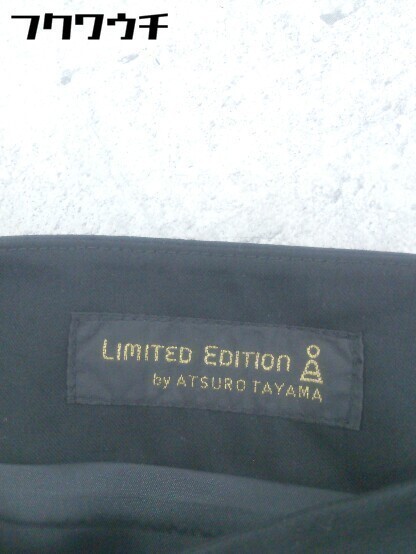 フクワウチ
LIMITED EDITION
by ATSURO TAYAMA